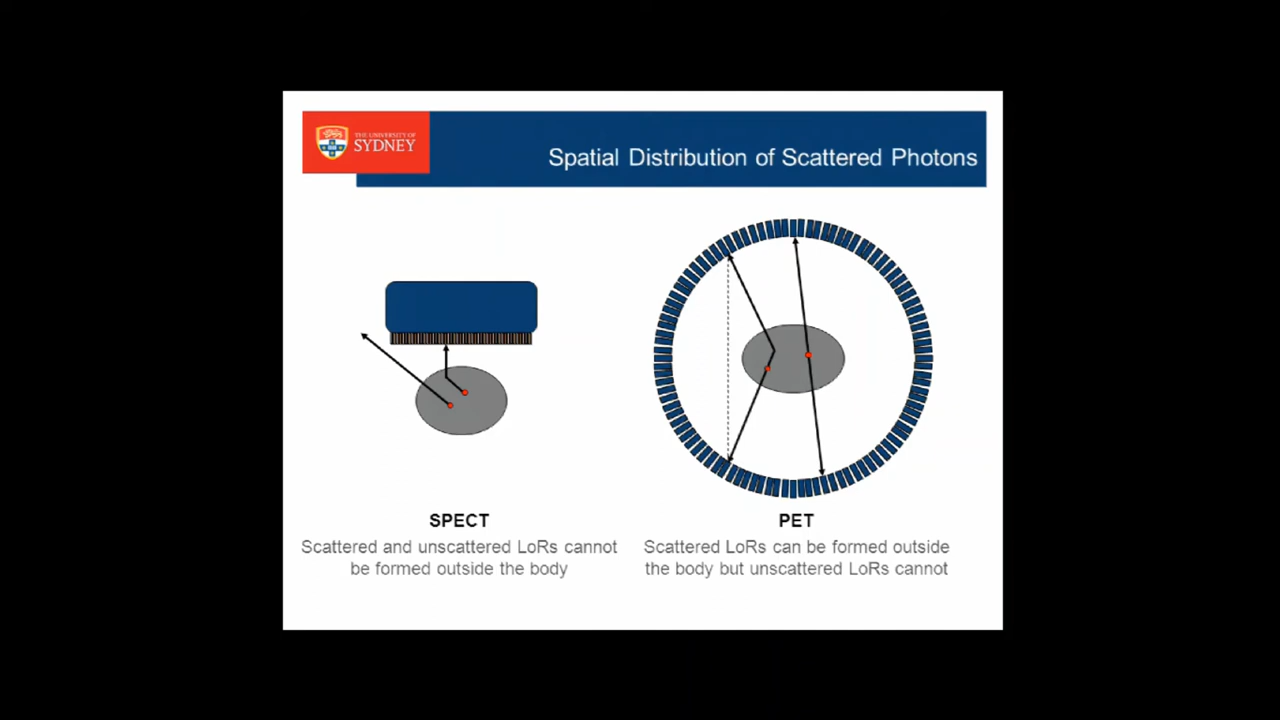 THE UNIVERSITY OF
SYDNEY
Spatial Distribution of Scattered Photons
SPECT
Scattered and unscattered LoRs cannot
be formed outside the body
PET
Scattered LoRs can be formed outside
the body but unscattered LoRs cannot